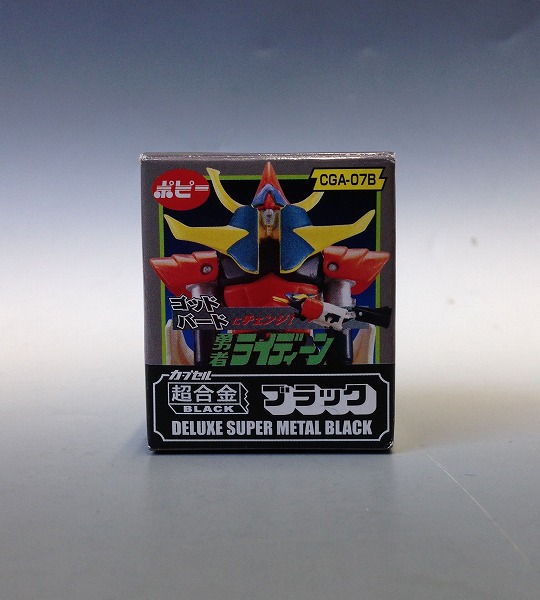 ポピー
CGA-07B
ゴッド
バード
にチェンジ!
勇者
ライディーン
カプセル
超合金
BLACK
ブラック
DELUXE SUPER METAL BLACK